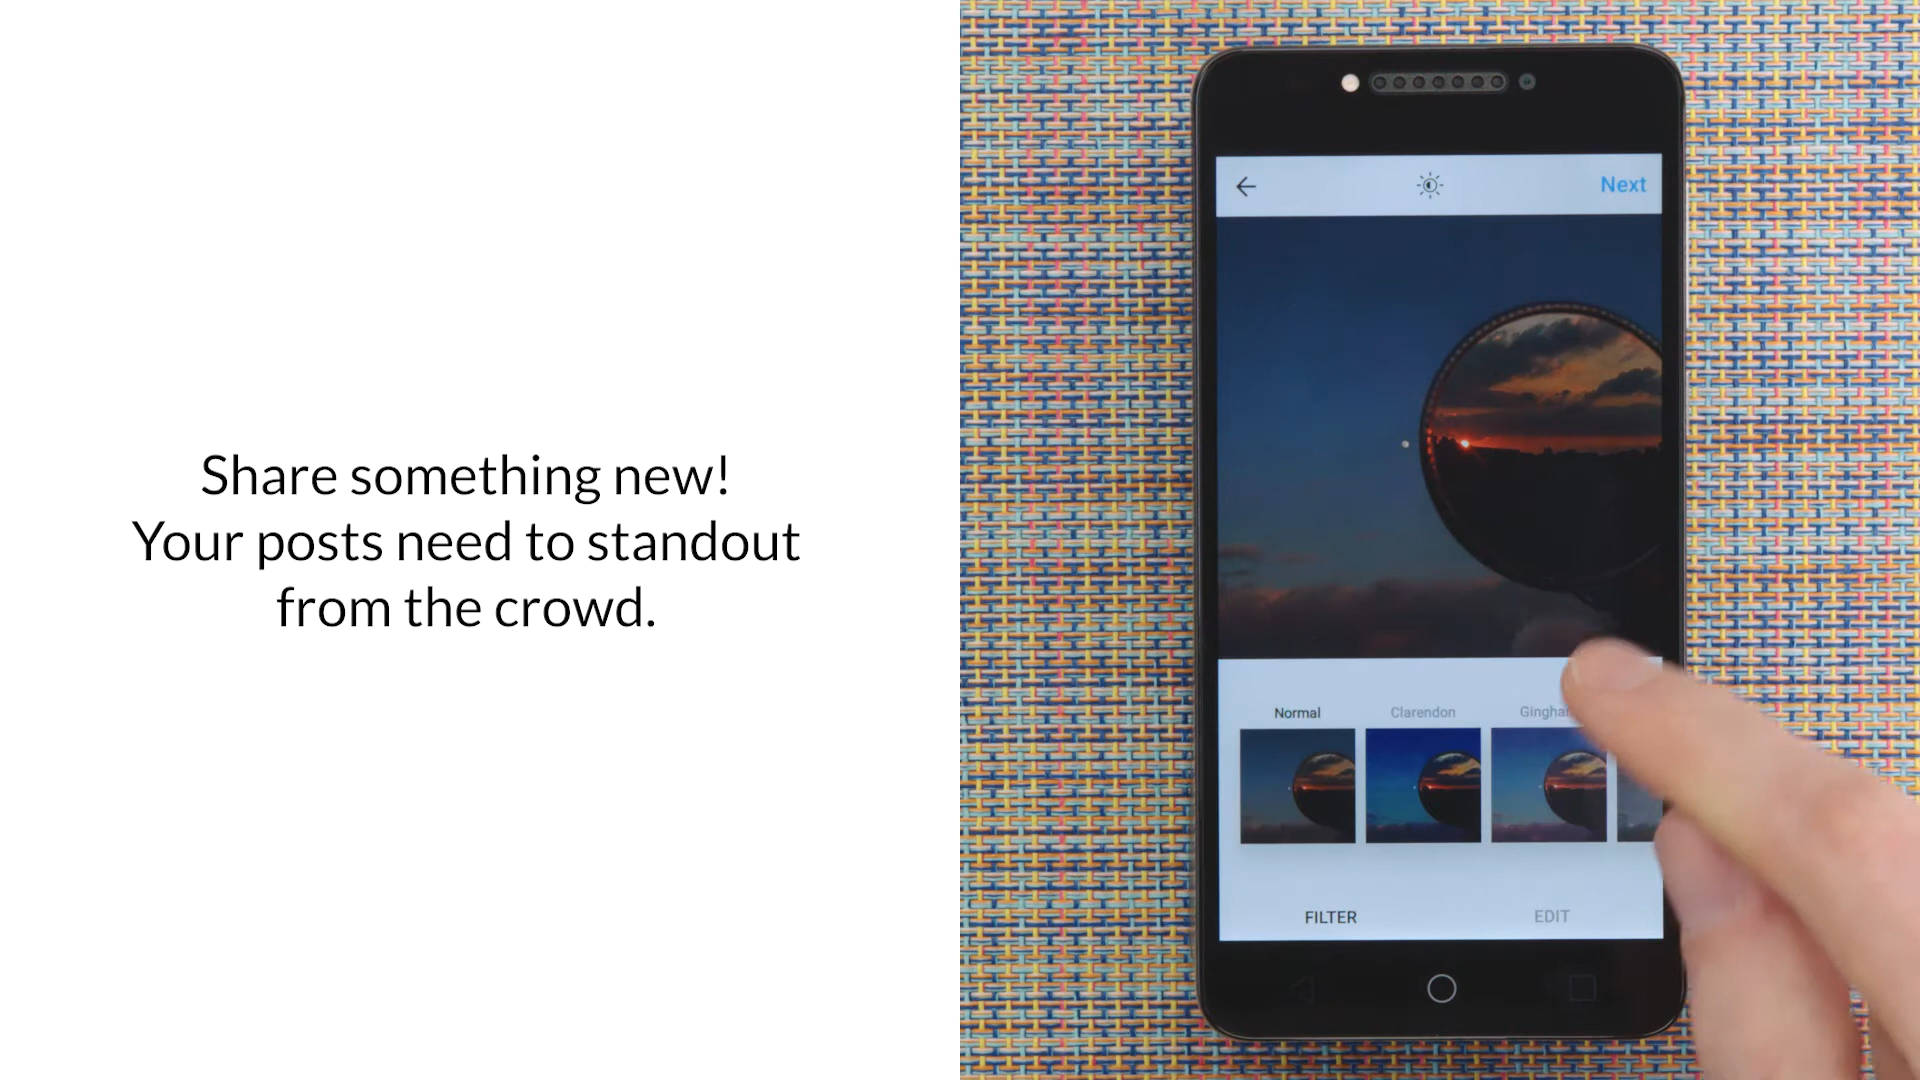 Share something new!
Your posts need to standout
from the crowd.
Next
Normal Clarendon
FILTER EDIT